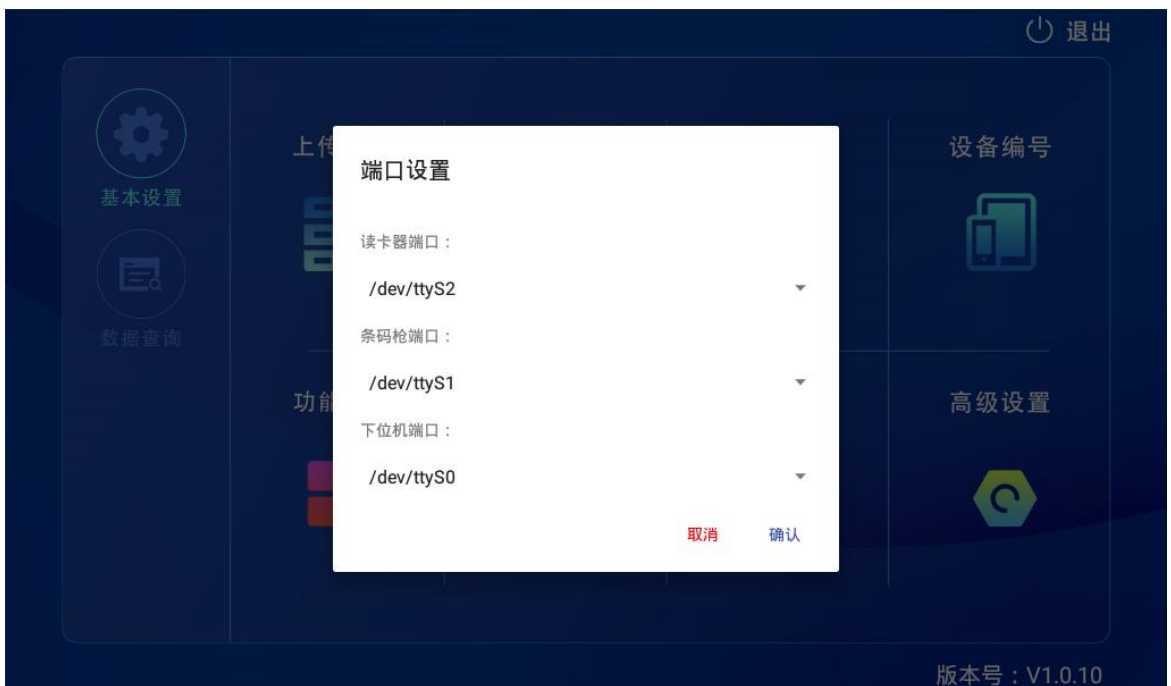 退出
上传
端口设置
设备编号
基本设置
读卡器端口：
/dev/ttyS2
数据查询
条码枪端口：
/dev/ttyS1
功能
高级设置
下位机端口：
/dev/ttyS0
取消 确认
版本号：V1.0.10